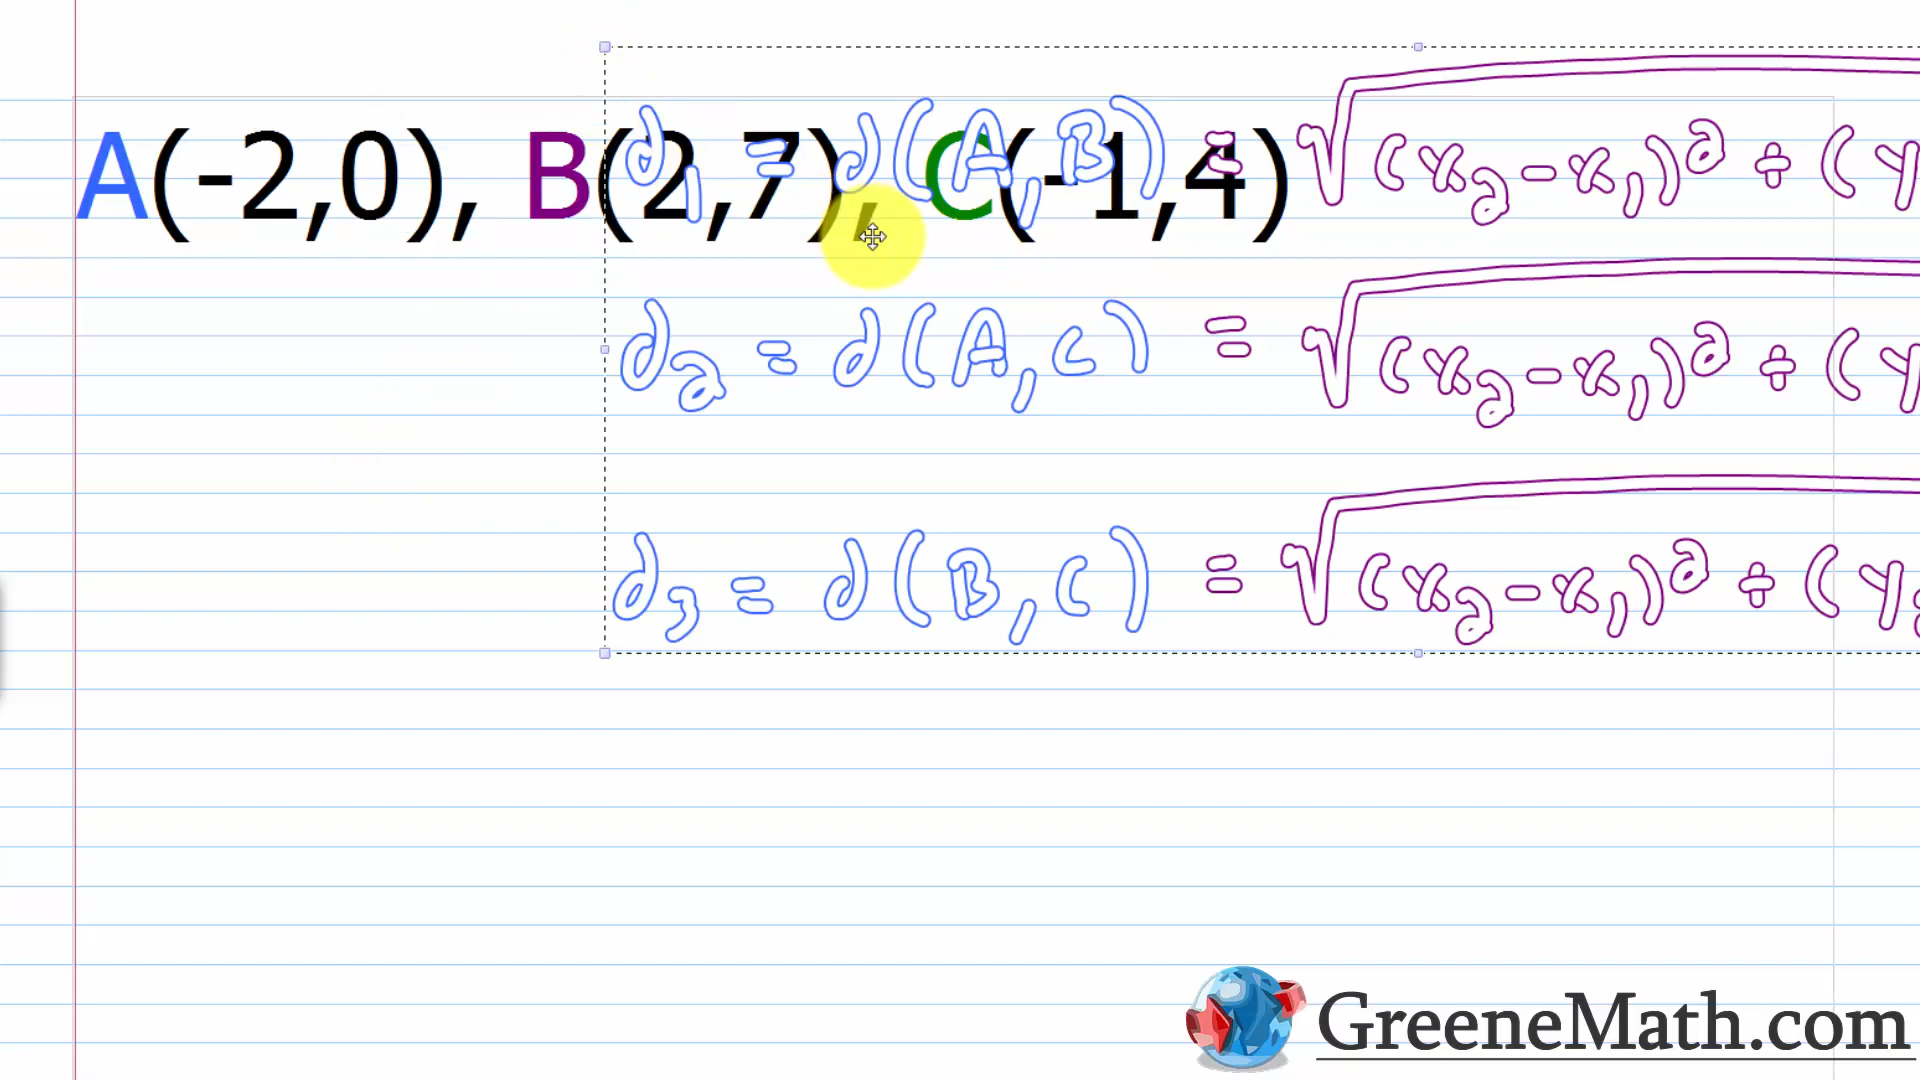 A(-2,0), B(2,7), C(-1,4)
d₁ = d(A,B) = √(x₂-x₁)² + (y
d₂ = d(A,C) = √(x₂-x₁)² + (y
d₃ = d(B,C) = √(x₂-x₁)² + (y₂
GreeneMath.com